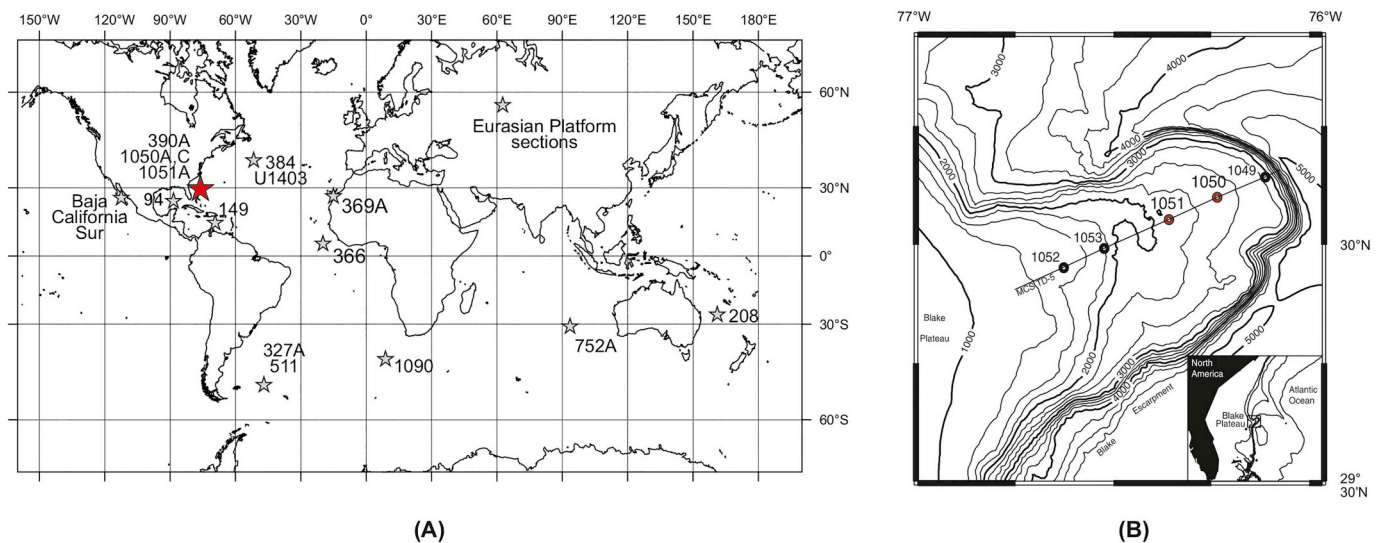 150°W 120°W 90°W 60°W 30°W 0° 30°E 60°E 90°E 120°E 150°E 180°E
60°N
30°N
0°
30°S
60°S
390A
1050A,C
1051A
384
U1403
Eurasian Platform
sections
Baja
California
Sur
94
149
369A
366
208
752A
327A
511
1090
(A)
77°W 76°W
3000
4000
2000
4000
3000
1049
5000
1050
1051
1053
1052
MCS TD-5
30°N
Blake
Plateau
1000
2000
3000
4000
5000
Escarpment
Blake
North
America
Atlantic
Ocean
Blake
Plateau
29°
30'N
(B)